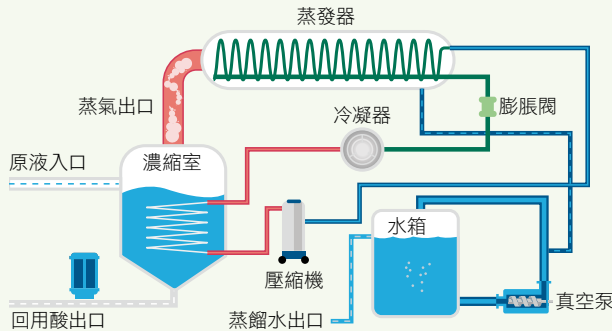 蒸發器
蒸氣出口
冷凝器
膨脹閥
原液入口
濃縮室
水箱
壓縮機
回用酸出口
蒸餾水出口
真空泵